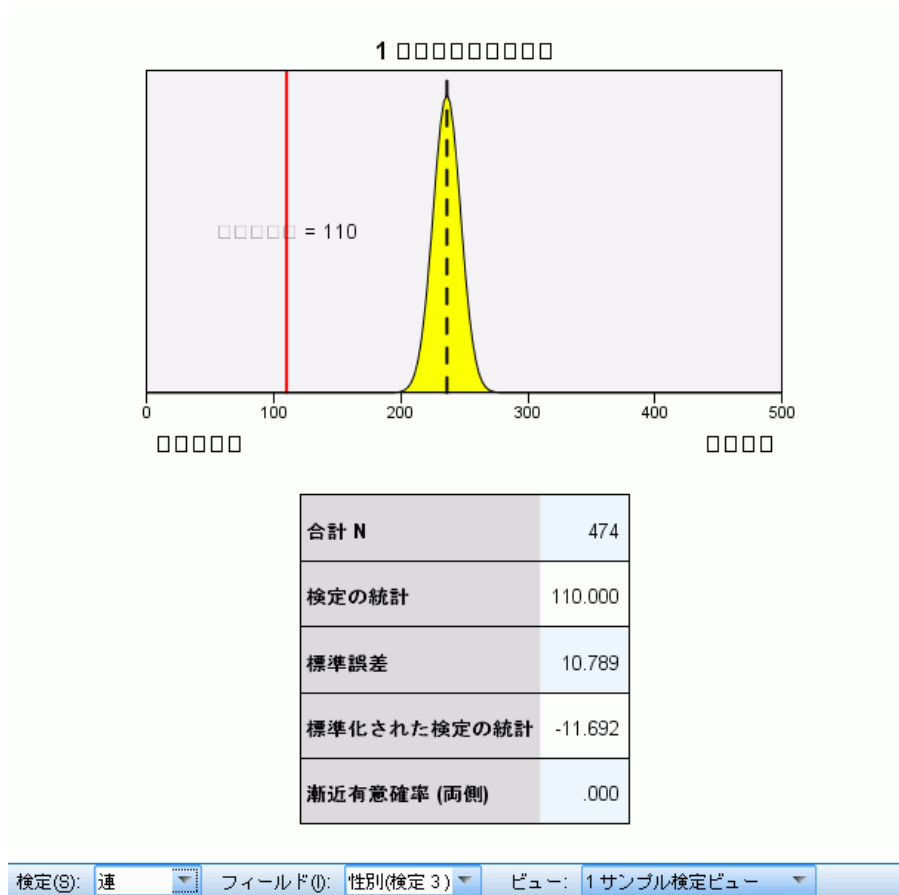 1 □□□□□□□□□
□□□□□ = 110
0 100 200 300 400 500
□□□□□ □□□□
合計 N 474
検定の統計 110.000
標準誤差 10.789
標準化された検定の統計 -11.692
漸近有意確率 (両側) .000
検定(S): 連 フィールド(I): 性別(検定 3) ビュー: 1 サンプル検定ビュー